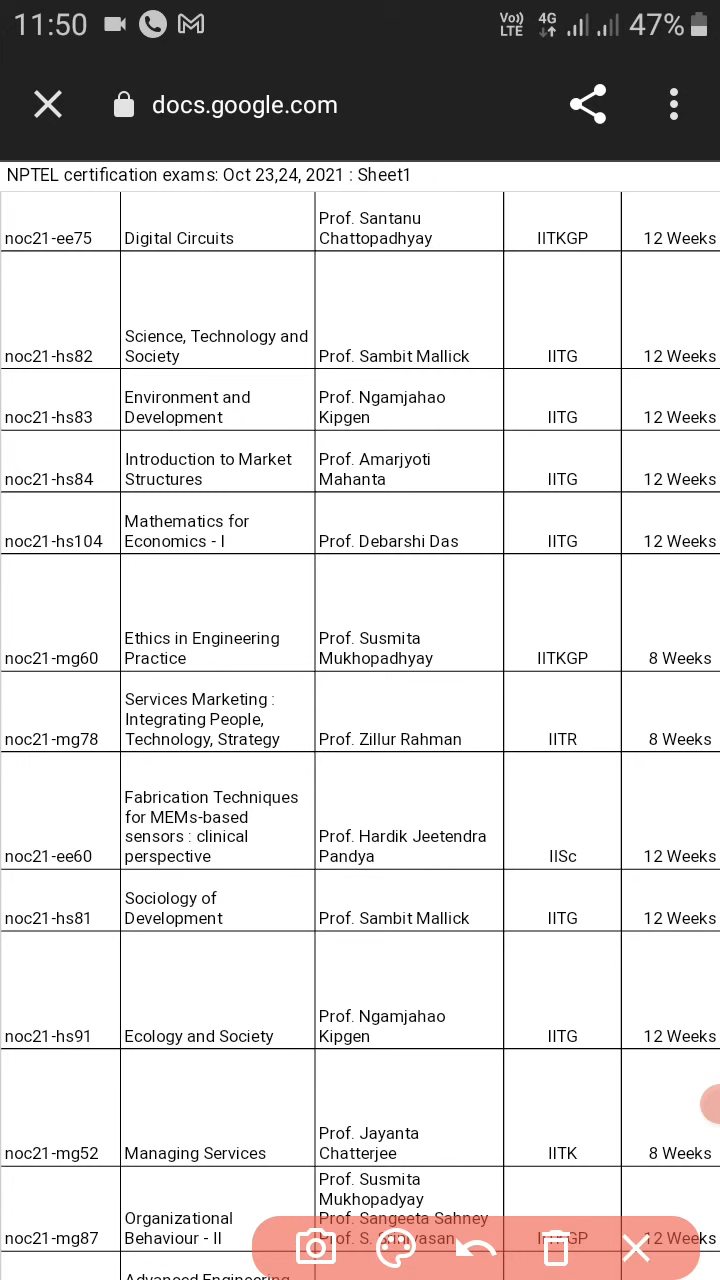 11:50
Vo))
LTE
4G
47%
docs.google.com
NPTEL certification exams: Oct 23,24, 2021 : Sheet1
noc21-ee75 Digital Circuits Prof. Santanu
Chattopadhyay IITKGP 12 Weeks
noc21-hs82 Science, Technology and
Society Prof. Sambit Mallick IITG 12 Weeks
noc21-hs83 Environment and
Development Prof. Ngamjahao
Kipgen IITG 12 Weeks
noc21-hs84 Introduction to Market
Structures Prof. Amarjyoti
Mahanta IITG 12 Weeks
noc21-hs104 Mathematics for
Economics - I Prof. Debarshi Das IITG 12 Weeks
noc21-mg60 Ethics in Engineering
Practice Prof. Susmita
Mukhopadhyay IITKGP 8 Weeks
noc21-mg78 Services Marketing :
Integrating People,
Technology, Strategy Prof. Zillur Rahman IITR 8 Weeks
noc21-ee60 Fabrication Techniques
for MEMs-based
sensors : clinical
perspective Prof. Hardik Jeetendra
Pandya IISc 12 Weeks
noc21-hs81 Sociology of
Development Prof. Sambit Mallick IITG 12 Weeks
noc21-hs91 Ecology and Society Prof. Ngamjahao
Kipgen IITG 12 Weeks
noc21-mg52 Managing Services Prof. Jayanta
Chatterjee IITK 8 Weeks
noc21-mg87 Organizational
Behaviour - II Prof. Susmita
Mukhopadyay
Prof. Sangeeta Sahney
Prof. S. 12 Weeks
Advanced Engineering